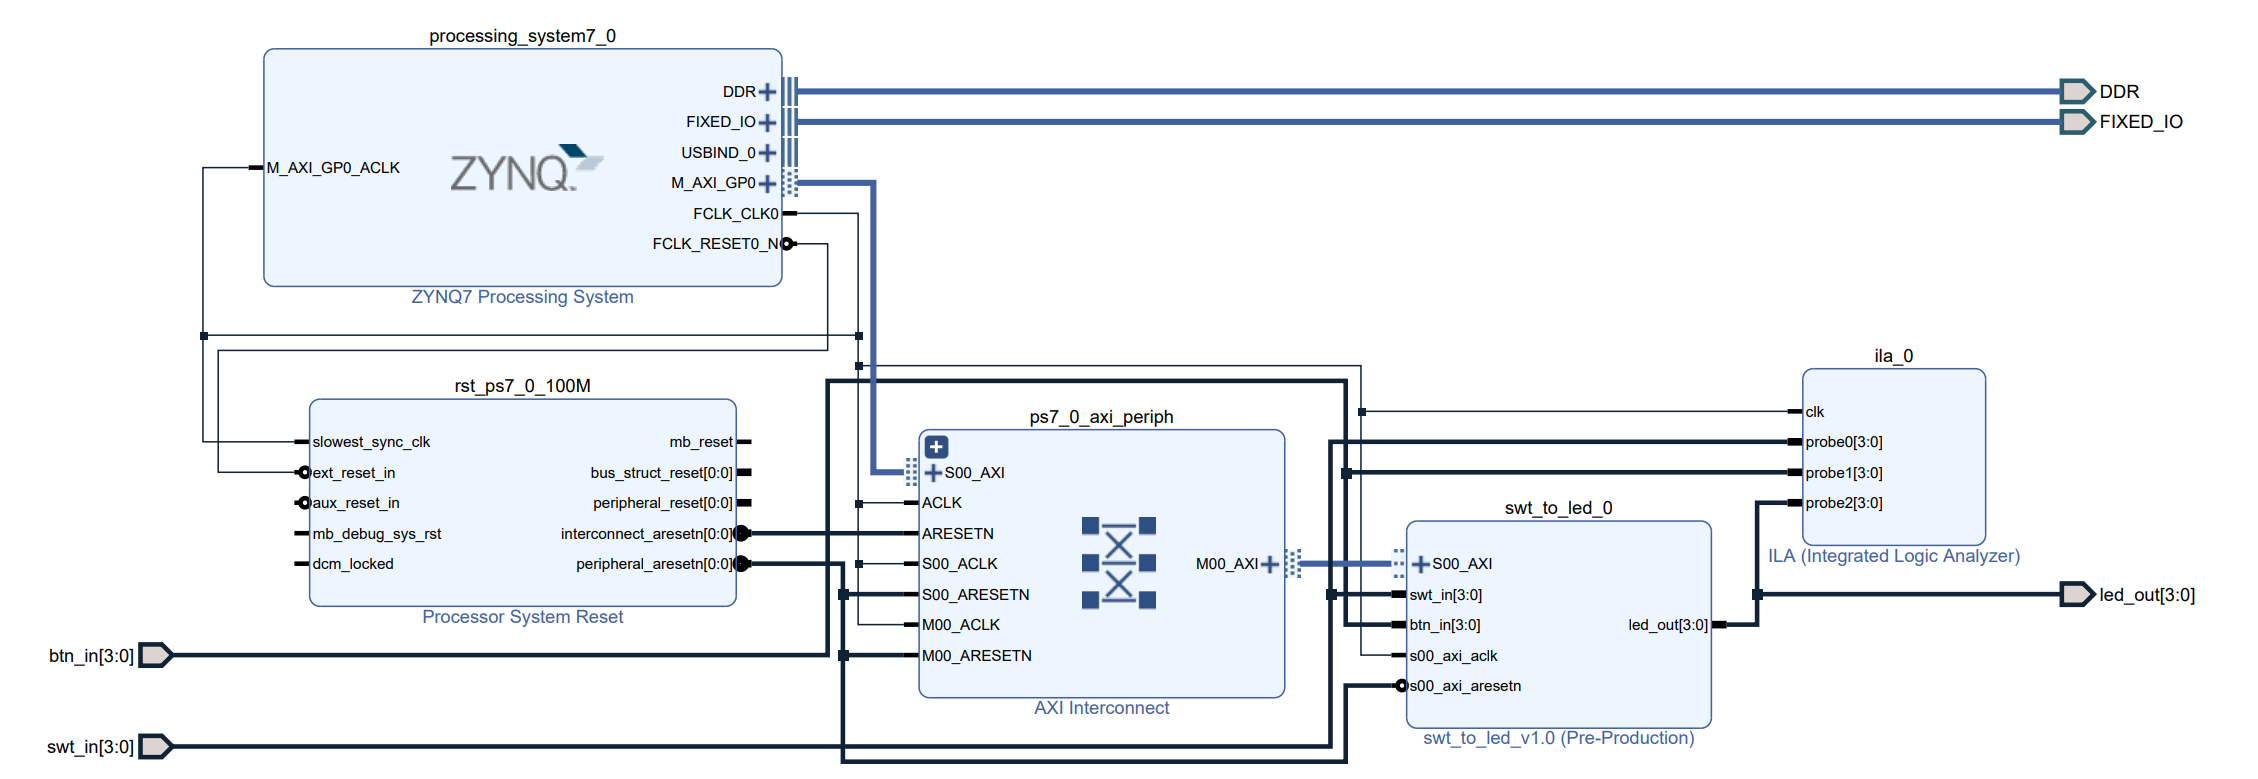 processing_system7_0
DDR
FIXED_IO
USBIND_0
M_AXI_GP0
FCLK_CLK0
FCLK_RESET0_N
M_AXI_GP0_ACLK
ZYNQ
ZYNQ7 Processing System
DDR
FIXED_IO
rst_ps7_0_100M
slowest_sync_clk
ext_reset_in
aux_reset_in
mb_debug_sys_rst
dcm_locked
mb_reset
bus_struct_reset[0:0]
peripheral_reset[0:0]
interconnect_aresetn[0:0]
peripheral_aresetn[0:0]
Processor System Reset
btn_in[3:0]
swt_in[3:0]
ps7_0_axi_periph
S00_AXI
ACLK
ARESETN
S00_ACLK
S00_ARESETN
M00_ACLK
M00_ARESETN
M00_AXI
AXI Interconnect
swt_to_led_0
S00_AXI
swt_in[3:0]
btn_in[3:0]
s00_axi_aclk
s00_axi_aresetn
led_out[3:0]
swt_to_led_v1.0 (Pre-Production)
ila_0
clk
probe0[3:0]
probe1[3:0]
probe2[3:0]
ILA (Integrated Logic Analyzer)
led_out[3:0]